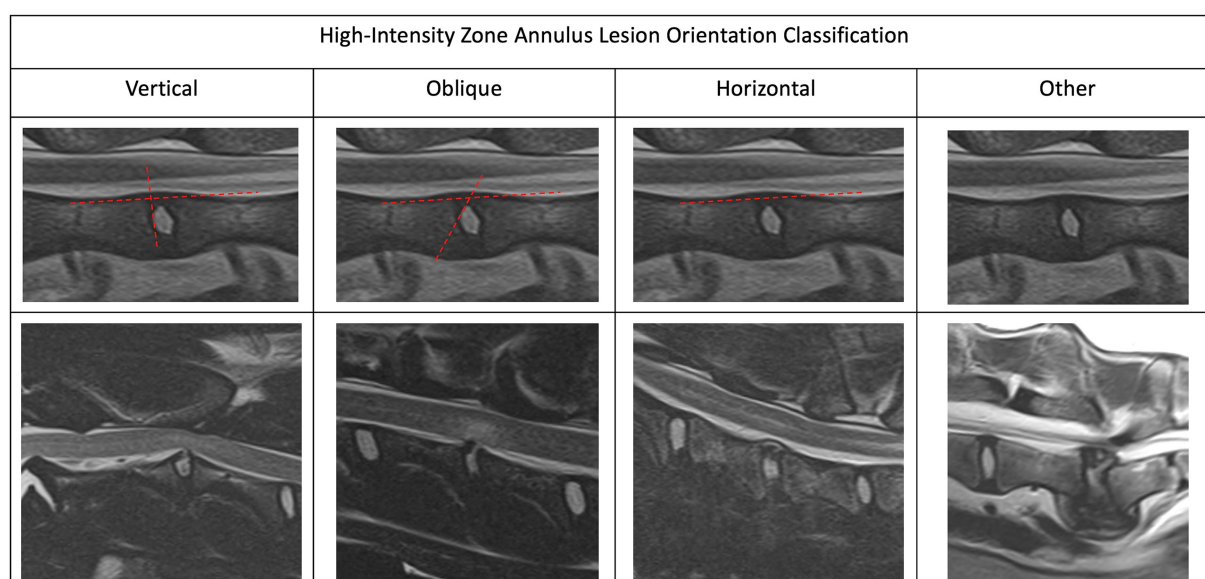 High-Intensity Zone Annulus Lesion Orientation Classification
Vertical
Oblique
Horizontal
Other